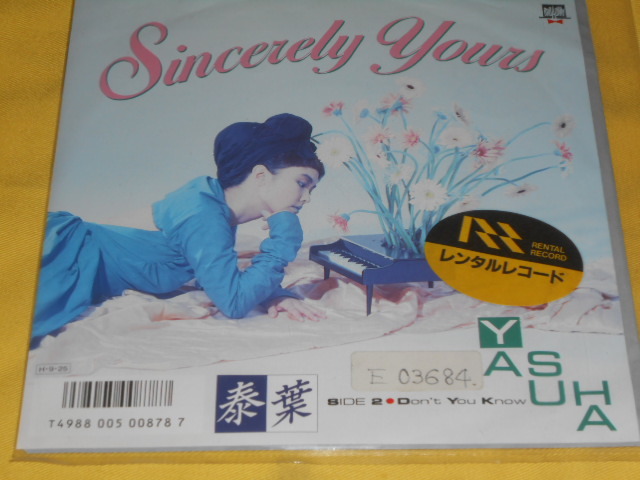 Sincerely Yours
RENTAL
RECORD
レンタルレコード
YASUHA
E 03684.
SIDE 2 ● Don't You Know
泰葉
T4988 005 00878 7